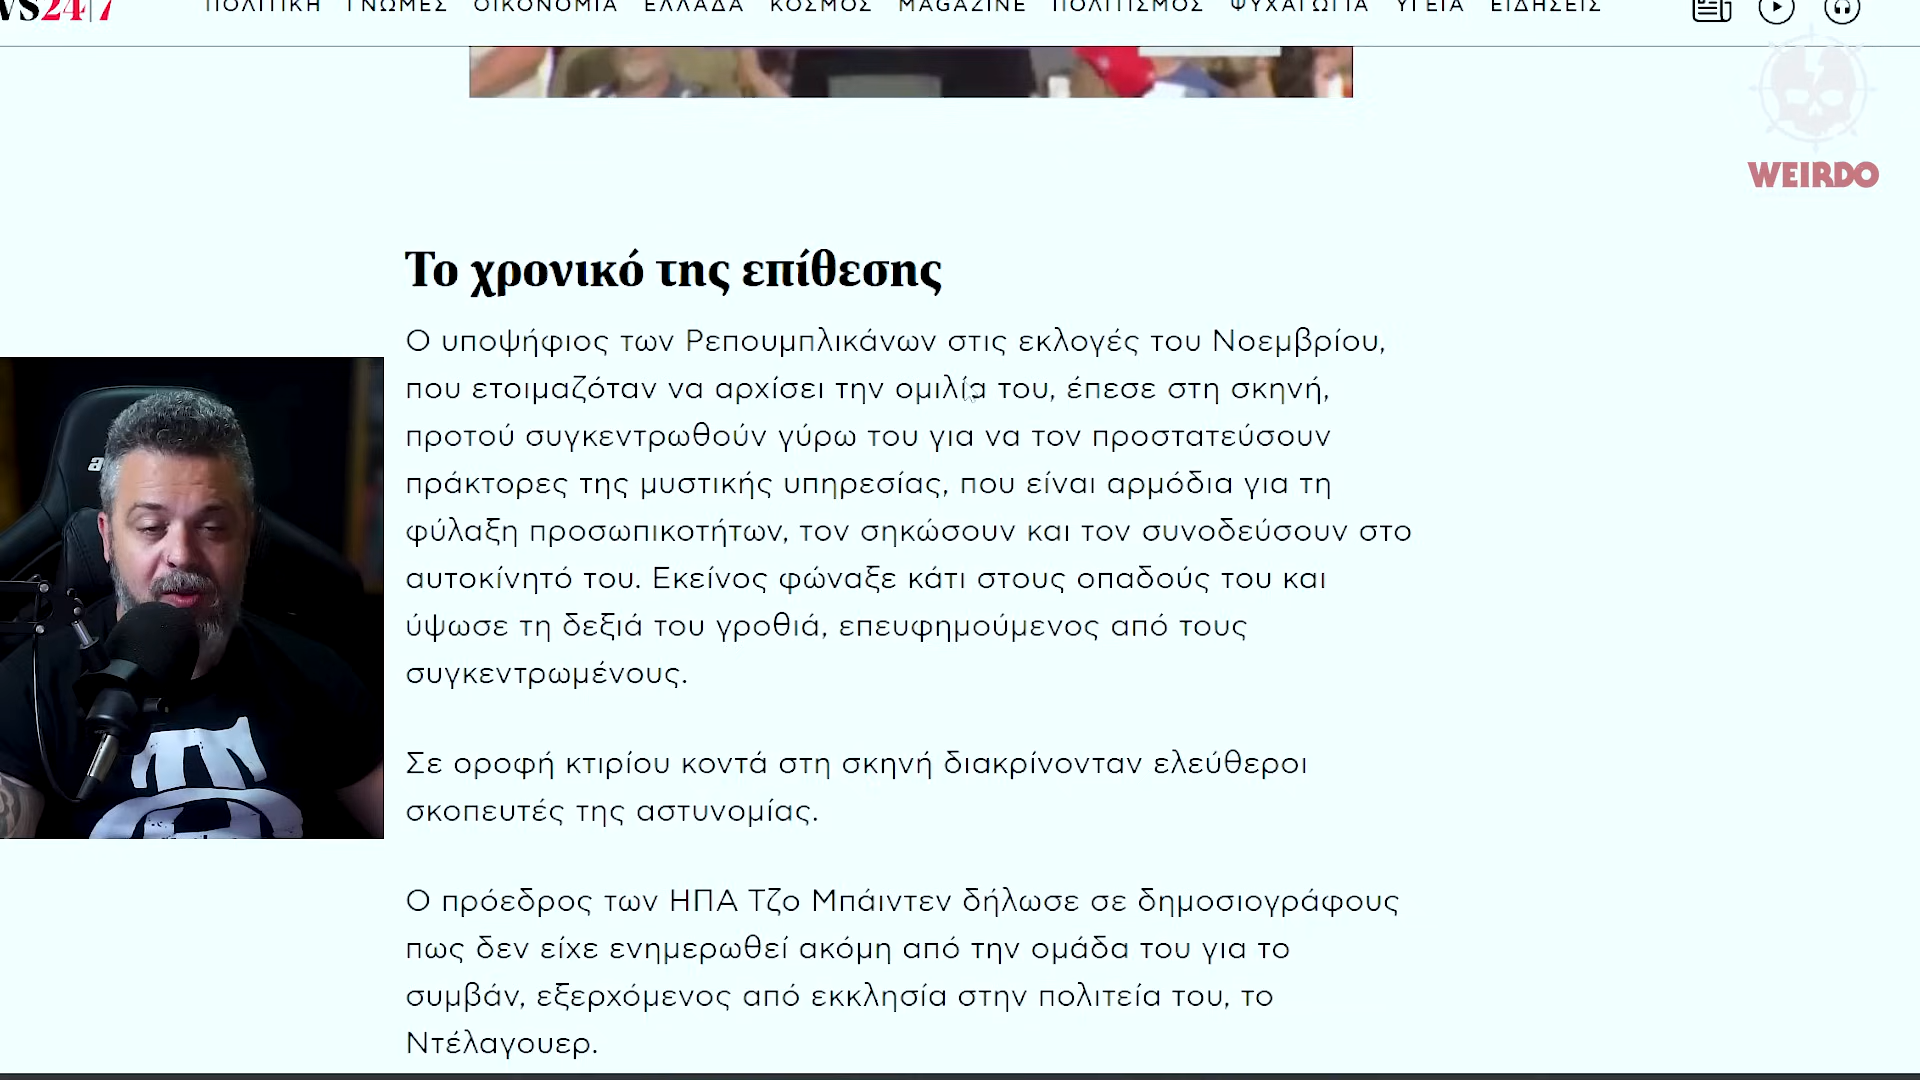 WS24|7 ΠΟΛΙΤΙΚΗ ΓΝΩΜΕΣ ΟΙΚΟΝΟΜΙΑ ΕΛΛΑΔΑ ΚΟΣΜΟΣ MAGAZINE ΠΟΛΙΤΙΣΜΟΣ ΨΥΧΑΓΩΓΙΑ ΥΓΕΙΑ ΕΙΔΗΣΕΙΣ
WEIRDO
Το χρονικό της επίθεσης
Ο υποψήφιος των Ρεπουμπλικάνων στις εκλογές του Νοεμβρίου,
που ετοιμαζόταν να αρχίσει την ομιλία του, έπεσε στη σκηνή,
προτού συγκεντρωθούν γύρω του για να τον προστατεύσουν
πράκτορες της μυστικής υπηρεσίας, που είναι αρμόδια για τη
φύλαξη προσωπικοτήτων, τον σηκώσουν και τον συνοδεύσουν στο
αυτοκίνητό του. Εκείνος φώναξε κάτι στους οπαδούς του και
ύψωσε τη δεξιά του γροθιά, επευφημούμενος από τους
συγκεντρωμένους.
Σε οροφή κτιρίου κοντά στη σκηνή διακρίνονταν ελεύθεροι
σκοπευτές της αστυνομίας.
Ο πρόεδρος των ΗΠΑ Τζο Μπάιντεν δήλωσε σε δημοσιογράφους
πως δεν είχε ενημερωθεί ακόμη από την ομάδα του για το
συμβάν, εξερχόμενος από εκκλησία στην πολιτεία του, το
Ντέλαγουερ.